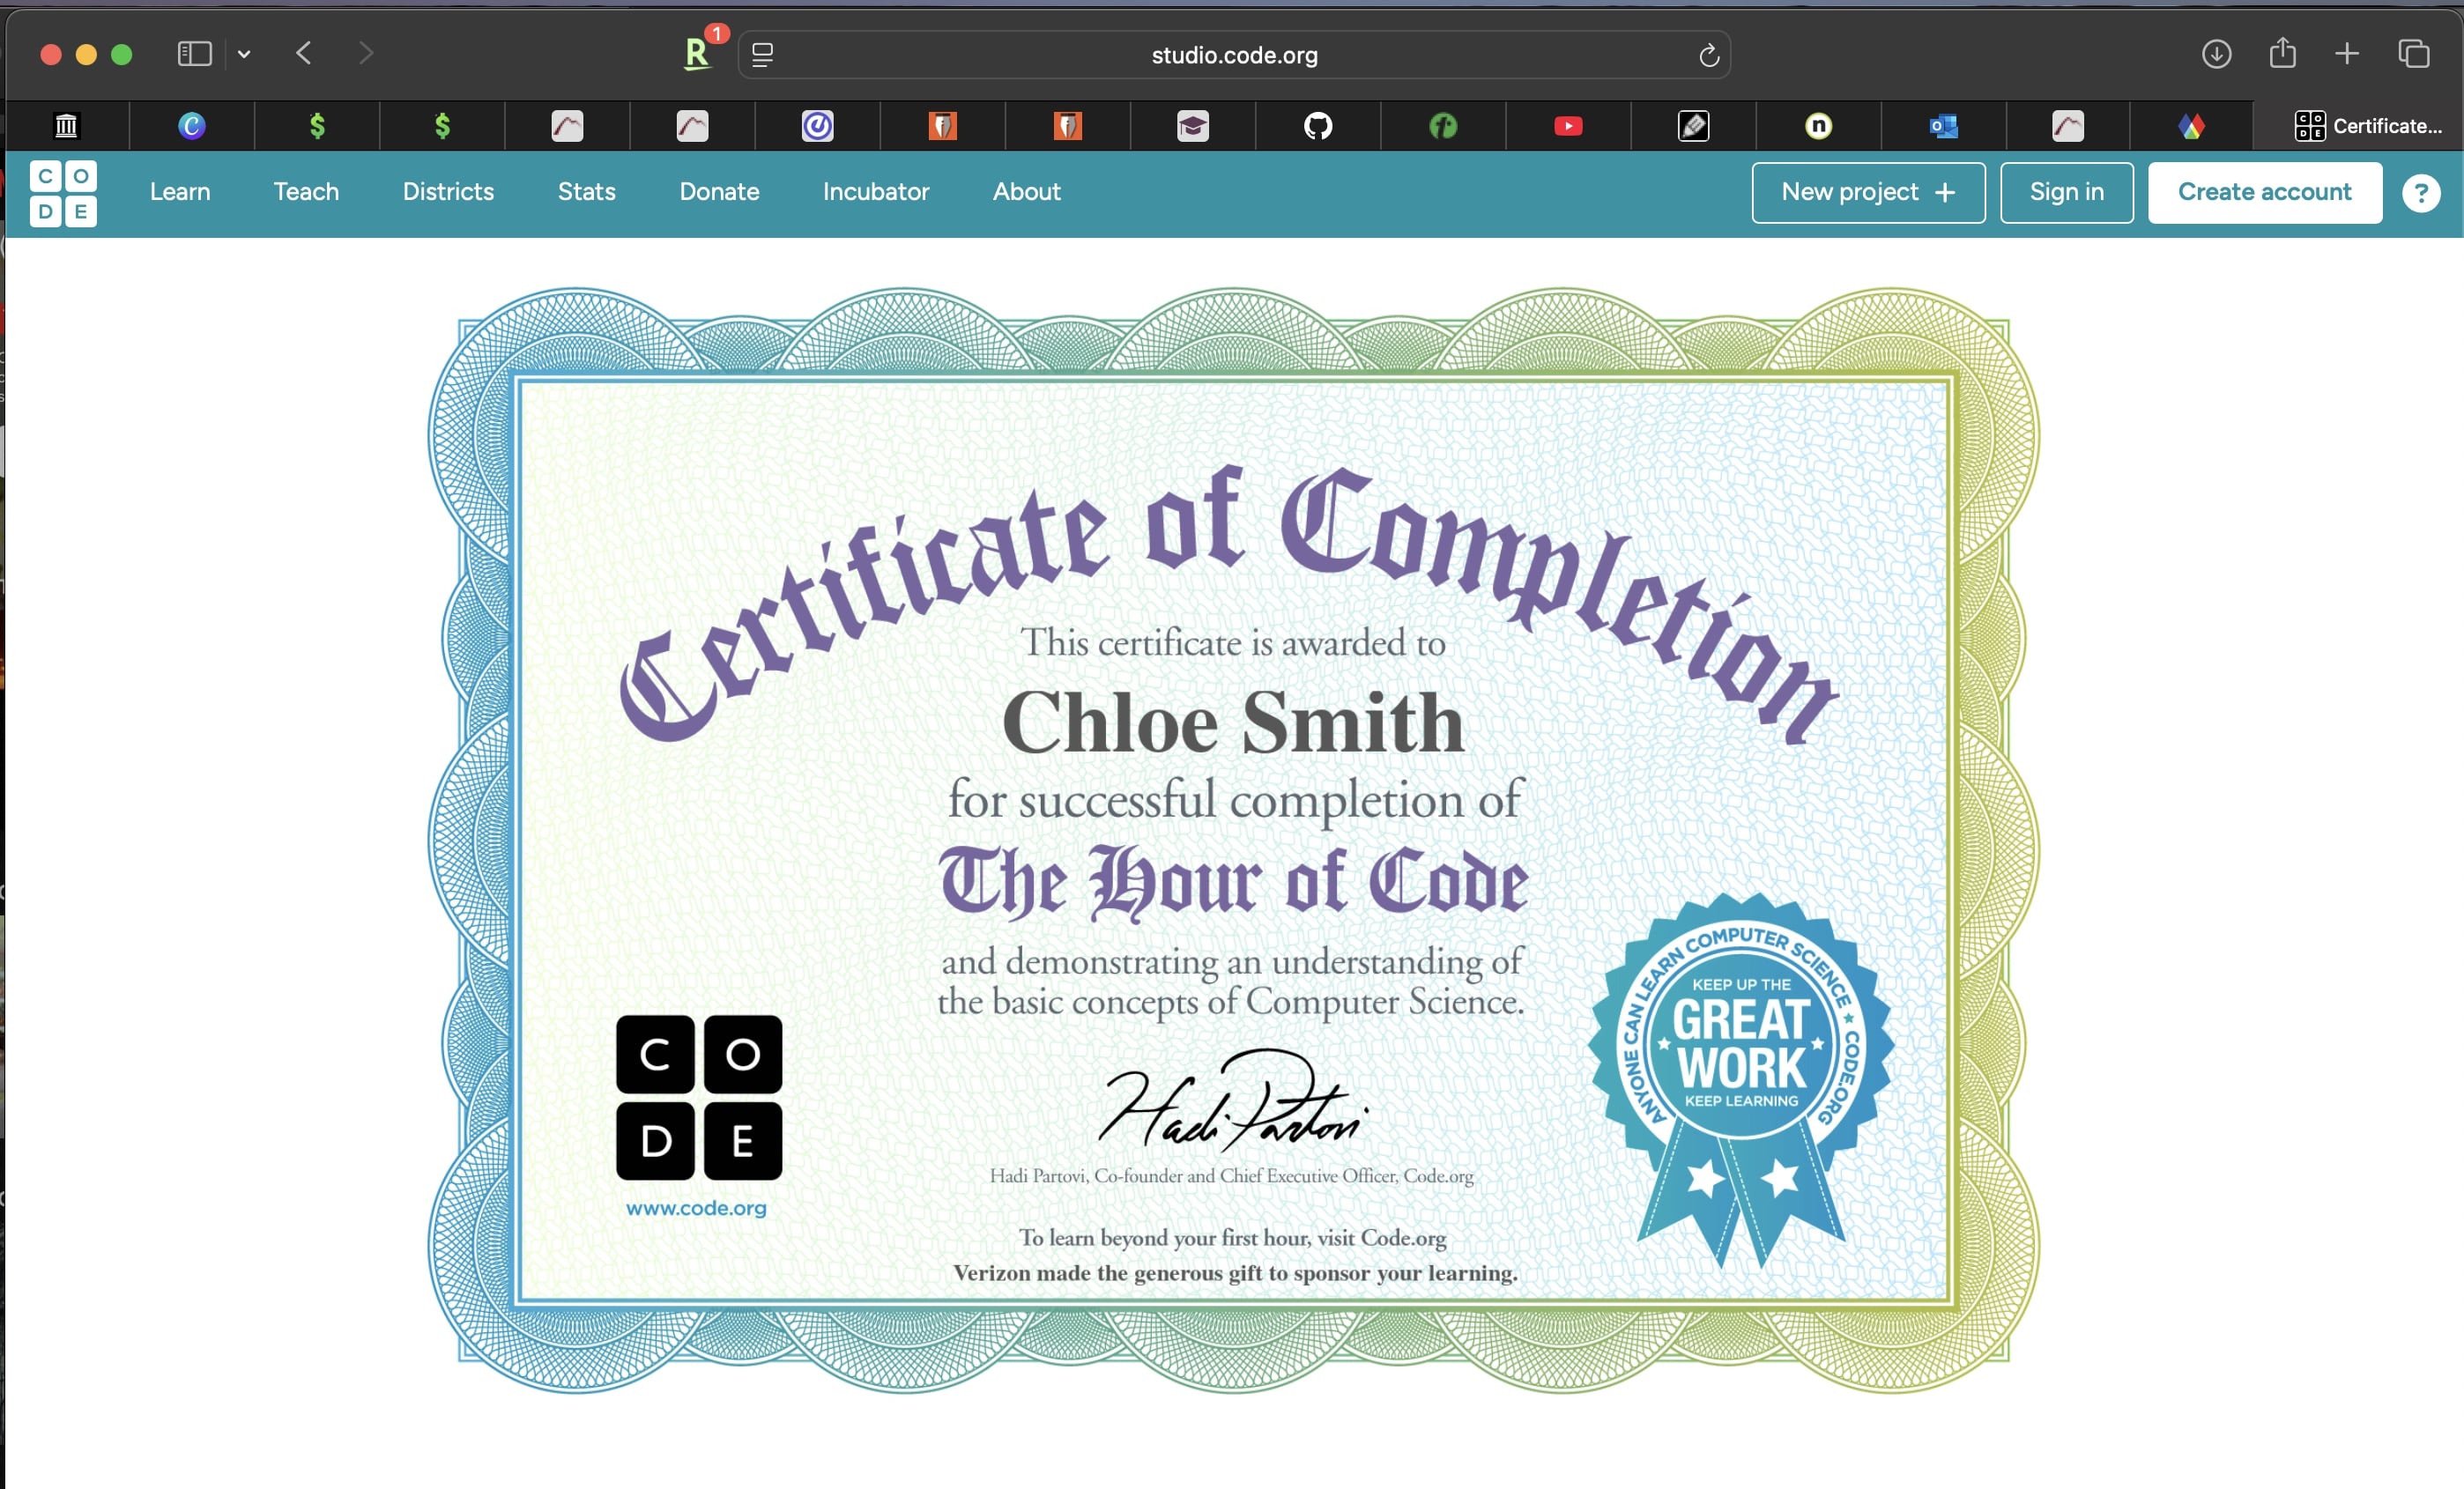 1
studio.code.org
Certificate...
C O
D E
Learn Teach Districts Stats Donate Incubator About New project + Sign in Create account ?
Certificate of Completion
This certificate is awarded to
Chloe Smith
for successful completion of
The Hour of Code
and demonstrating an understanding of
the basic concepts of Computer Science.
Hadi Partovi
Hadi Partovi, Co-founder and Chief Executive Officer, Code.org
To learn beyond your first hour, visit Code.org
Verizon made the generous gift to sponsor your learning.
C O
D E
www.code.org
ANYONE CAN LEARN COMPUTER SCIENCE ★ CODE.ORG
KEEP UP THE
GREAT
WORK
KEEP LEARNING